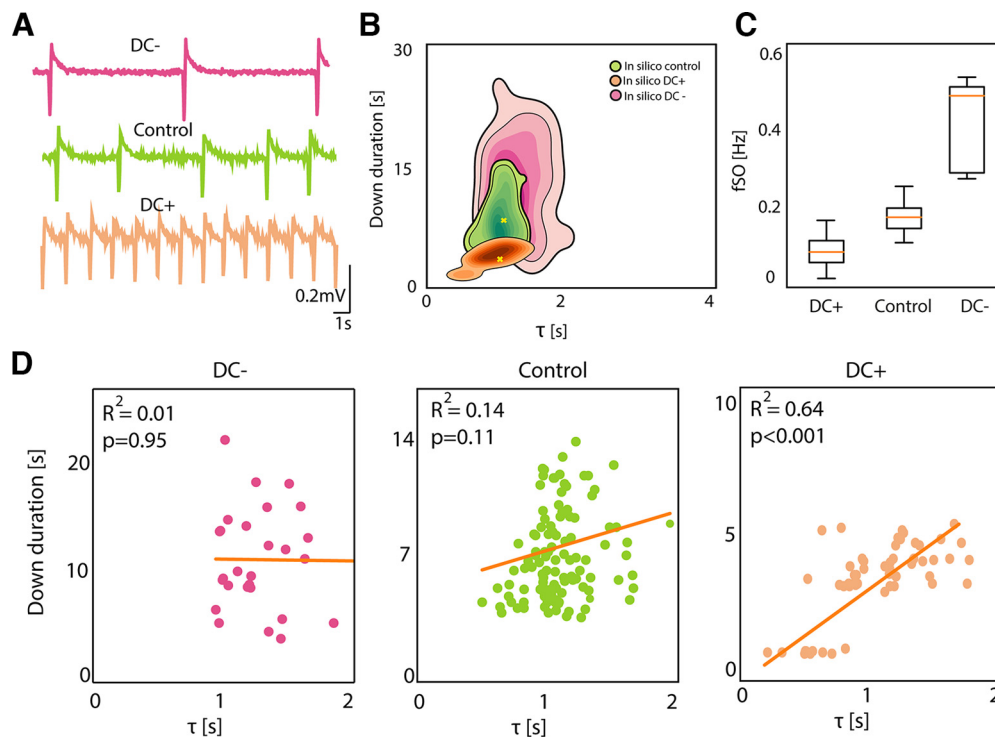 A
DC-
Control
DC+
0.2mV
1s
B
30
15
0
Down duration [s]
In silico control
In silico DC+
In silico DC -
0
2
4
τ [s]
C
0.6
0.4
0.2
0
fSO [Hz]
DC+
Control
DC-
D
DC-
R2= 0.01
p=0.95
20
10
0
Down duration [s]
0
1
2
τ [s]
Control
R2= 0.14
p=0.11
14
7
0
0
1
2
τ [s]
DC+
R2= 0.64
p<0.001
10
5
0
0
1
2
τ [s]